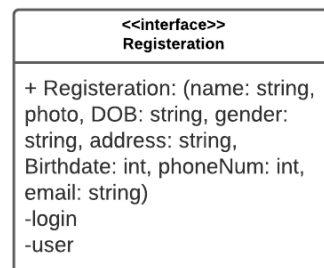 <<interface>>
Registeration
+ Registeration: (name: string,
photo, DOB: string, gender:
string, address: string,
Birthdate: int, phoneNum: int,
email: string)
-login
-user